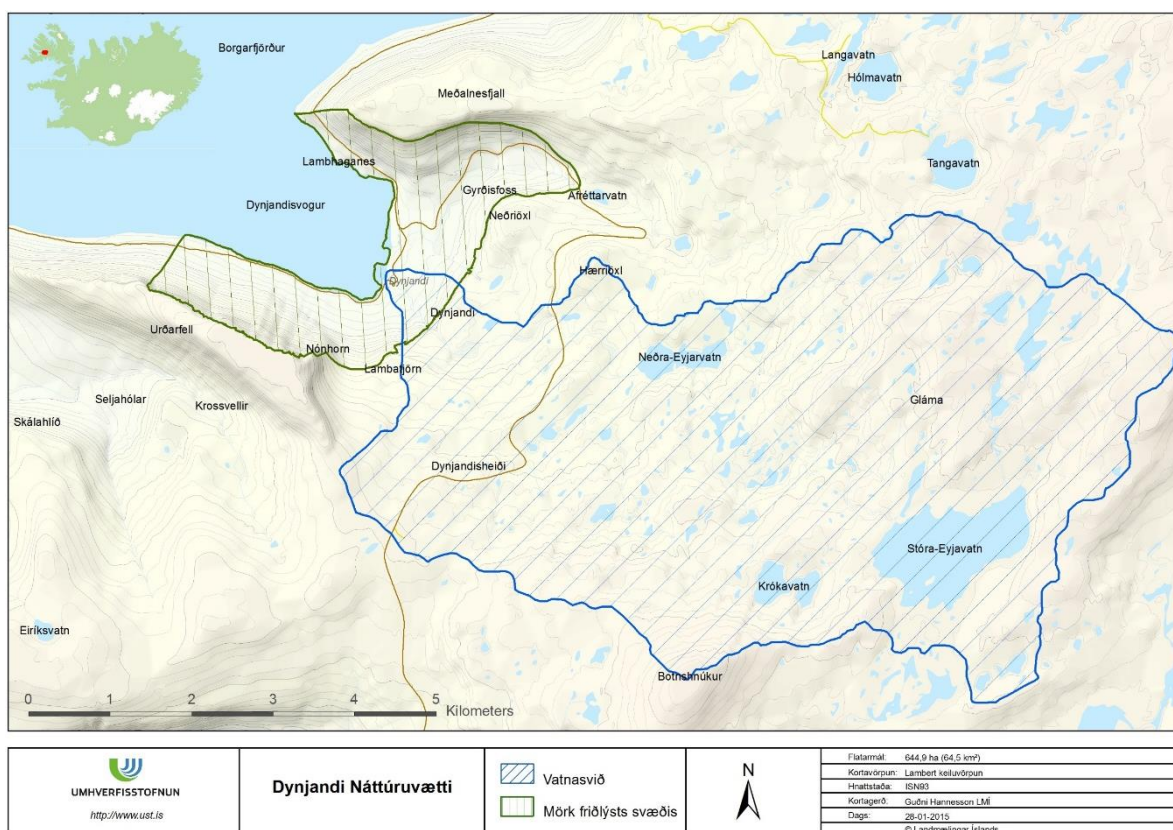 Borgarfjörður
Langavatn
Hólmavatn
Meðalnesfjall
Lambhaganes
Tangavatn
Gyrðisfoss
Afréttarvatn
Dynjandisvogur
Neðriöxl
Hærriöxl
Dynjandi
Dynjandi
Urðarfell
Nónhorn
Neðra-Eyjarvatn
Lambatjörn
Seljahólar
Krossvellir
Gláma
Skálahlíð
Dynjandisheiði
Stóra-Eyjavatn
Krókavatn
Eiríksvatn
Botnshnúkur
0 1 2 3 4 5
Kilometers
UMHVERFISSTOFNUN
http://www.ust.is
Dynjandi Náttúruvætti
Vatnasvið
Mörk friðlýsts svæðis
N
Flatarmál: 644,9 ha (64,5 km²)
Kortavörpun: Lambert keiluvörpun
Hnattstaða: ISN93
Kortagerð: Guðni Hannesson LMÍ
Dags: 28-01-2015
© Landmælingar Íslands